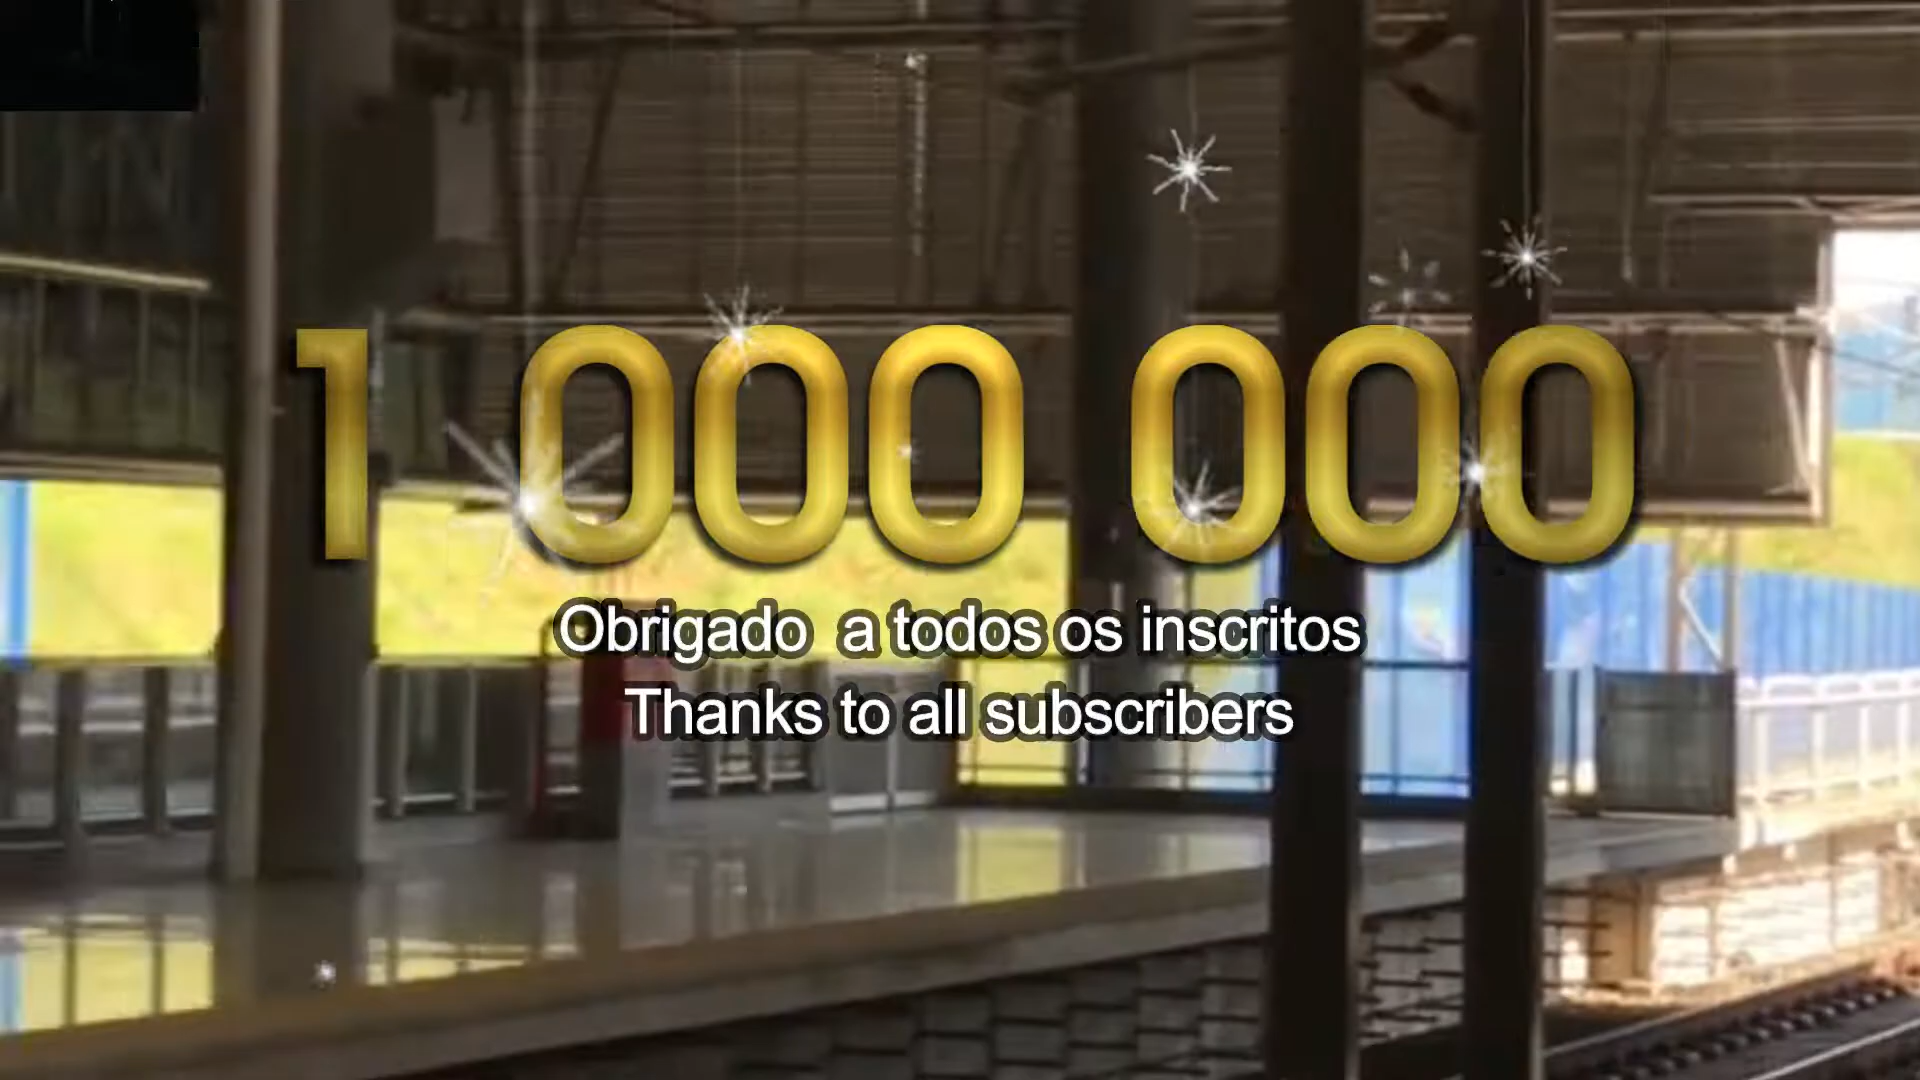 1 000 000
Obrigado a todos os inscritos
Thanks to all subscribers